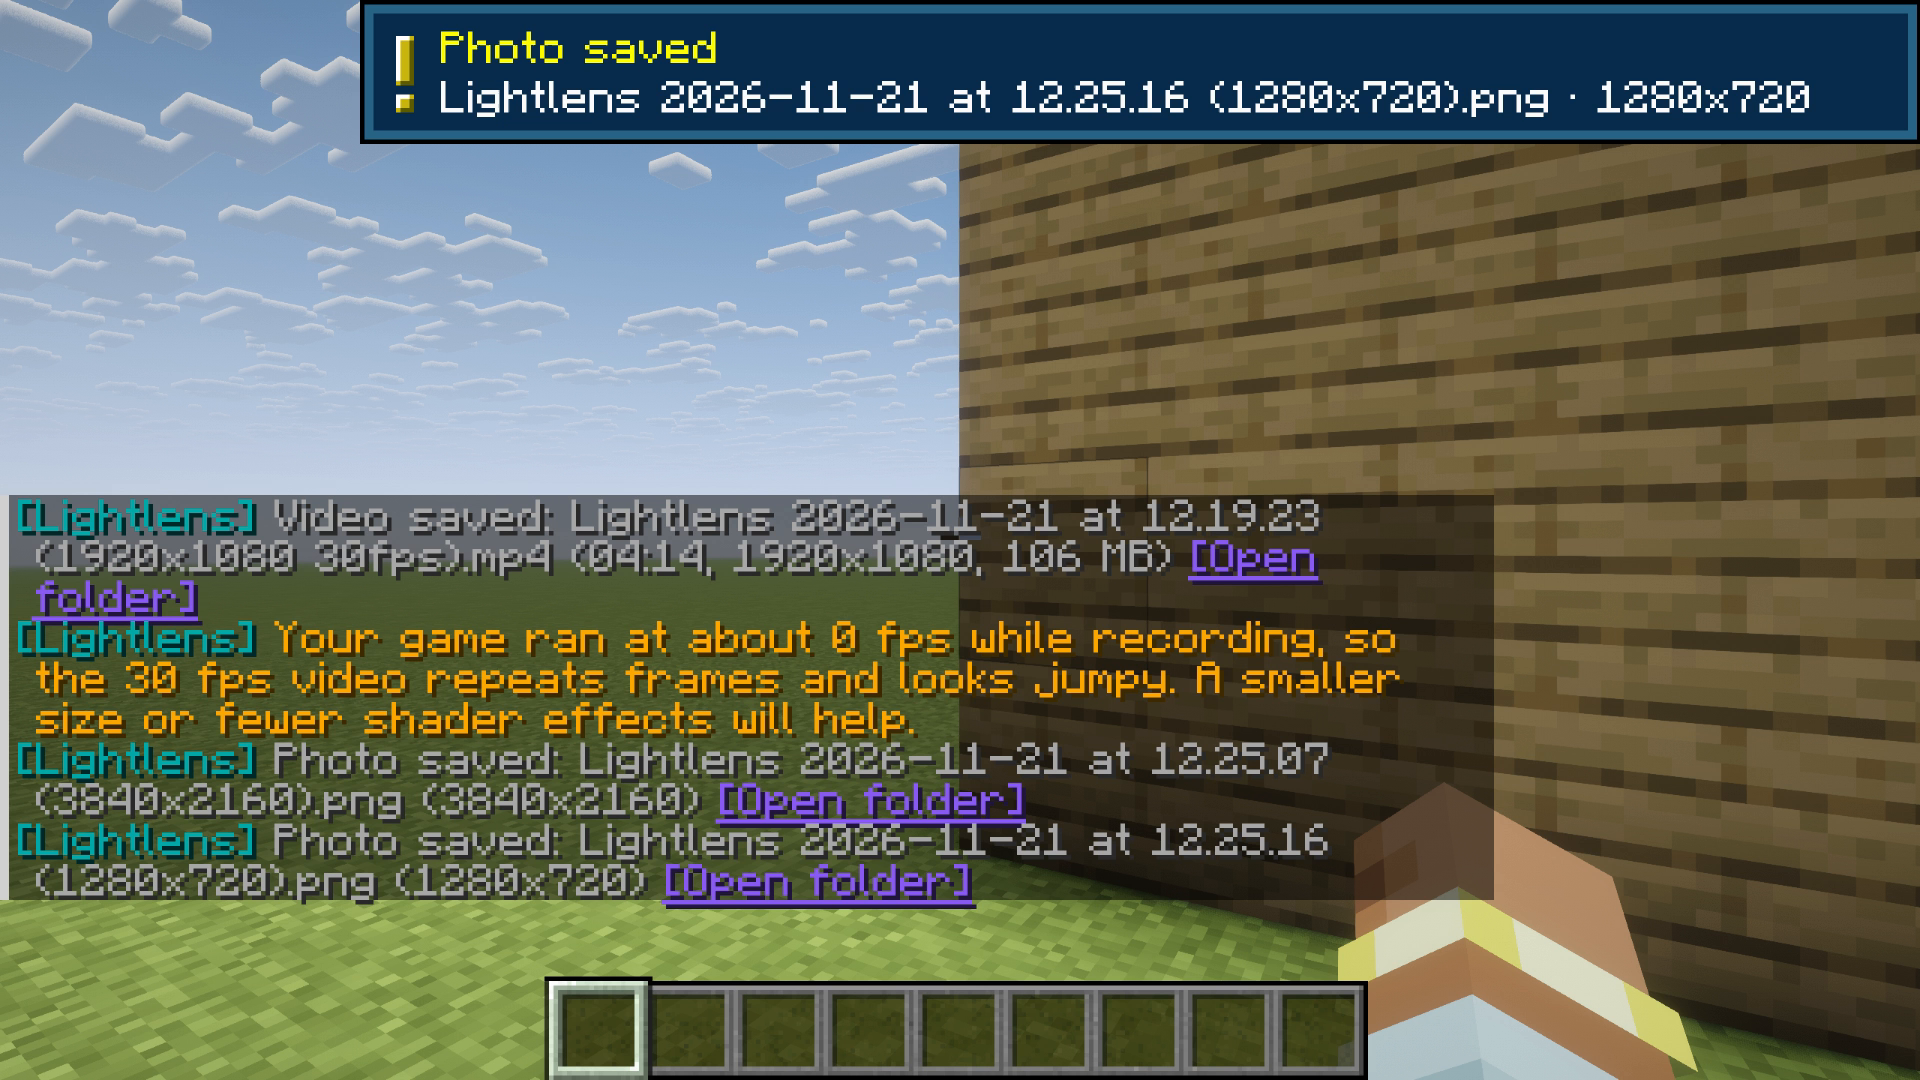 Photo saved
Lightlens 2026-11-21 at 12.25.16 (1280x720).png · 1280x720
[Lightlens] Video saved: Lightlens 2026-11-21 at 12.19.23
(1920x1080 30fps).mp4 (04:14, 1920x1080, 106 MB) [Open
folder]
[Lightlens] Your game ran at about 0 fps while recording, so
the 30 fps video repeats frames and looks jumpy. A smaller
size or fewer shader effects will help.
[Lightlens] Photo saved: Lightlens 2026-11-21 at 12.25.07
(3840x2160).png (3840x2160) [Open folder]
[Lightlens] Photo saved: Lightlens 2026-11-21 at 12.25.16
(1280x720).png (1280x720) [Open folder]